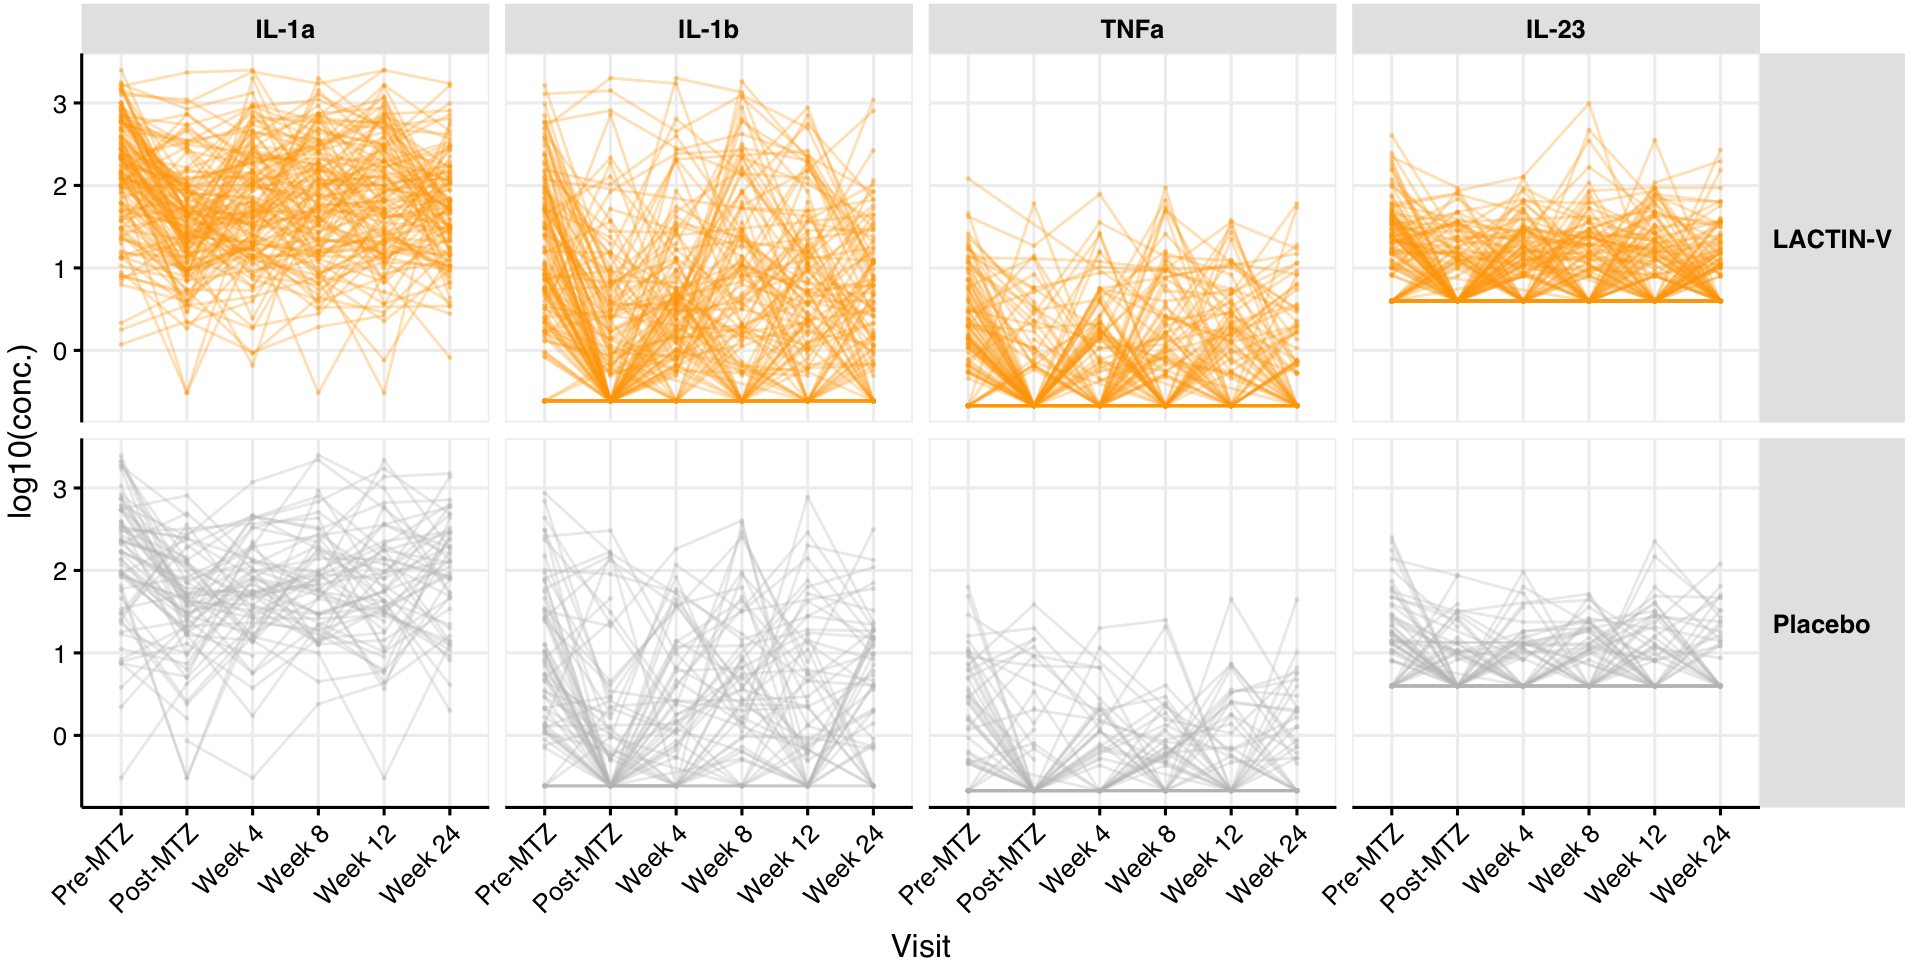 IL-1a IL-1b TNFa IL-23
3
2
1
0
LACTIN-V
3
2
1
0
Placebo
log10(conc.)
Pre-MTZ Post-MTZ Week 4 Week 8 Week 12 Week 24 Pre-MTZ Post-MTZ Week 4 Week 8 Week 12 Week 24 Pre-MTZ Post-MTZ Week 4 Week 8 Week 12 Week 24 Pre-MTZ Post-MTZ Week 4 Week 8 Week 12 Week 24
Visit